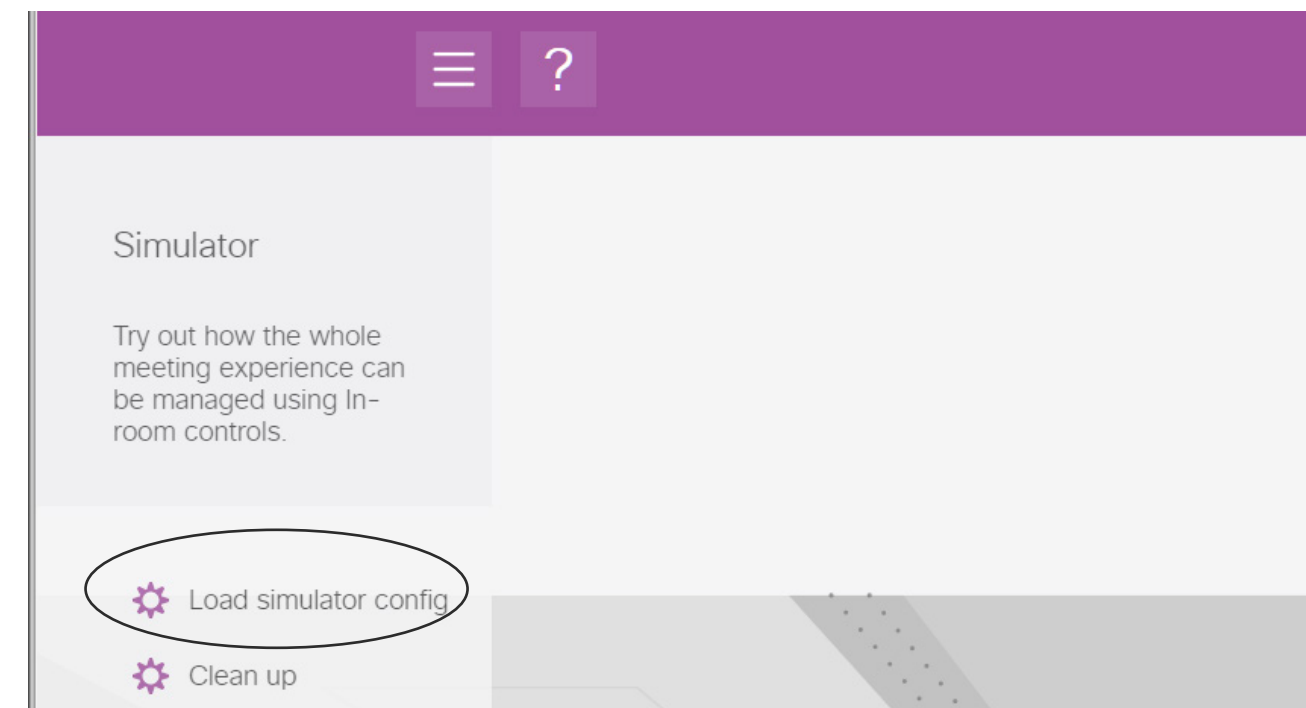 ?
Simulator
Try out how the whole
meeting experience can
be managed using In-
room controls.
Load simulator config
Clean up